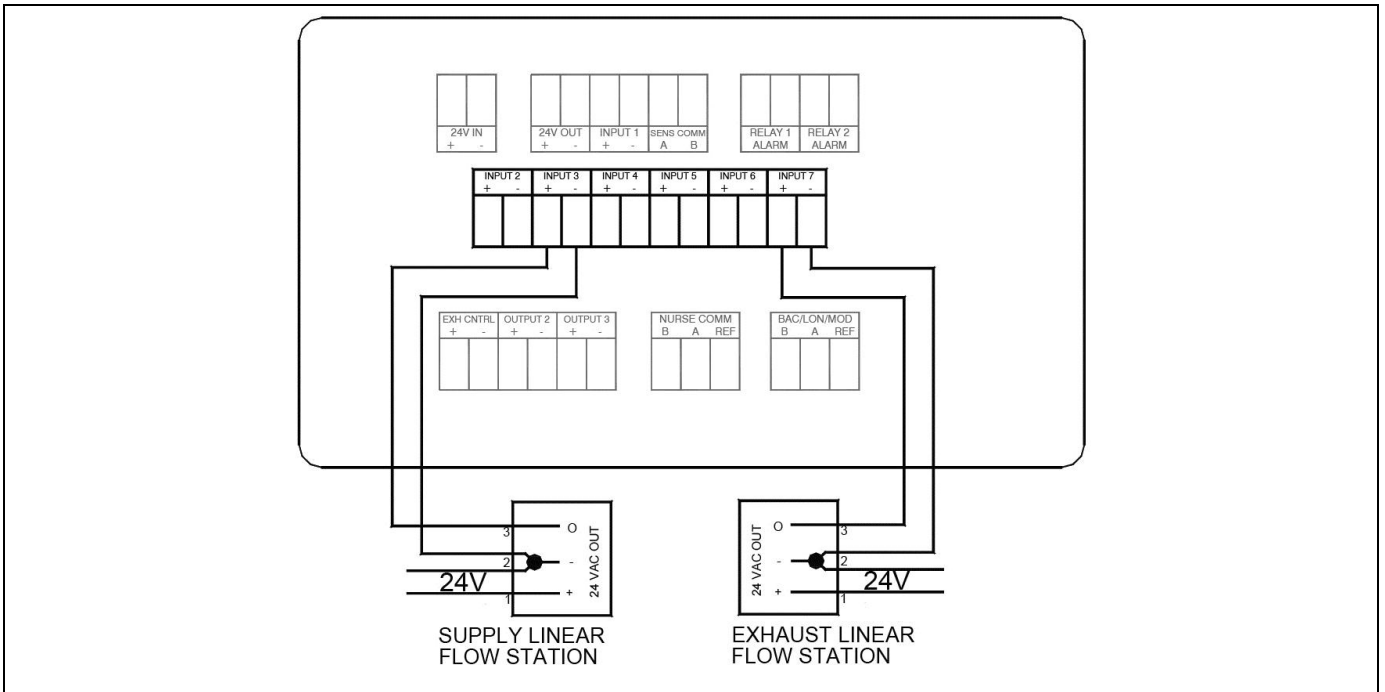 24V IN 24V OUT INPUT 1 SENS COMM RELAY 1 RELAY 2
+ - + - + - A B ALARM ALARM
INPUT 2 INPUT 3 INPUT 4 INPUT 5 INPUT 6 INPUT 7
+ - + - + - + - + - + -
EXH CNTRL OUTPUT 2 OUTPUT 3 NURSE COMM BAC/LON/MOD
+ - + - + - B A REF B A REF
3 O
2 -
24V
1 +
24 VAC OUT
SUPPLY LINEAR
FLOW STATION
O 3
- 2
24V
+ 1
24 VAC OUT
EXHAUST LINEAR
FLOW STATION